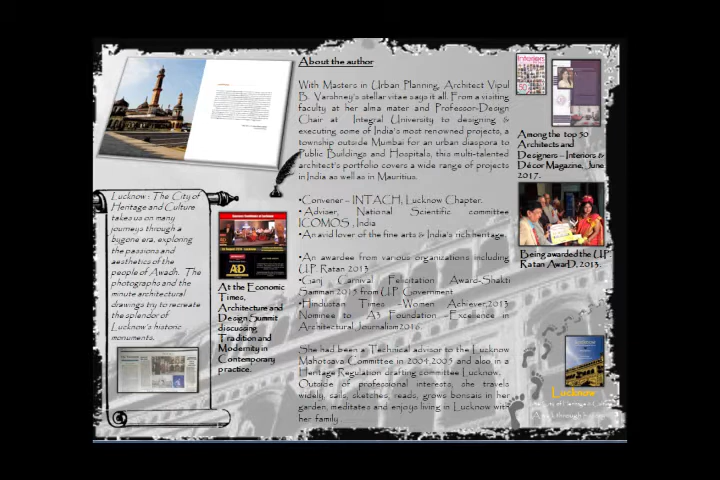 About the author
With Masters in Urban Planning, Architect Vipul
B. Varshney's stellar vitae says it all. From a visiting
faculty at her alma mater and Professor-Design
Chair at Integral University to designing &
executing some of India's most renowned projects, a
township outside Mumbai for an urban diaspora to
Public Buildings and Hospitals, this multi-talented
architect's portfolio covers a wide range of projects
in India as well as in Mauritius.
•Convener – INTACH, Lucknow Chapter.
•Adviser, National Scientific committee
ICOMOS , India
•An avid lover of the fine arts & India's rich heritage,
•An awardee from various organizations including
U.P. Ratan 2013
•Ganj Carnival Felicitation Award-Shakti
Samman 2015 from U.P. Government
•Hindustan Times –Women Achiever,2013
Nominee to A3 Foundation –Excellence in
Architectural Journalism2016.
She had been a Technical advisor to the Lucknow
Mahotsava Committee in 2004,2005 and also in a
Heritage Regulation drafting committee Lucknow.
Outside of professional interests, she travels
widely, sails, sketches, reads, grows bonsais in her
garden, meditates and enjoys living in Lucknow with
her family
Lucknow : The City of
Heritage and Culture
takes us on many
journeys through a
bygone era, exploring
the passions and
aesthetics of the
people of Awadh. The
photographs and the
minute architectural
drawings try to recreate
the splendor of
Lucknow's historic
monuments.
At the Economic
Times,
Architecture and
Design Summit
discussing
Tradition and
Modernity in
Contemporary
practice.
Interiors
50
Among the top 50
Architects and
Designers – Interiors &
Décor Magazine, June
2017.
Being awarded the U.P.
Ratan AwarD, 2013.
Lucknow